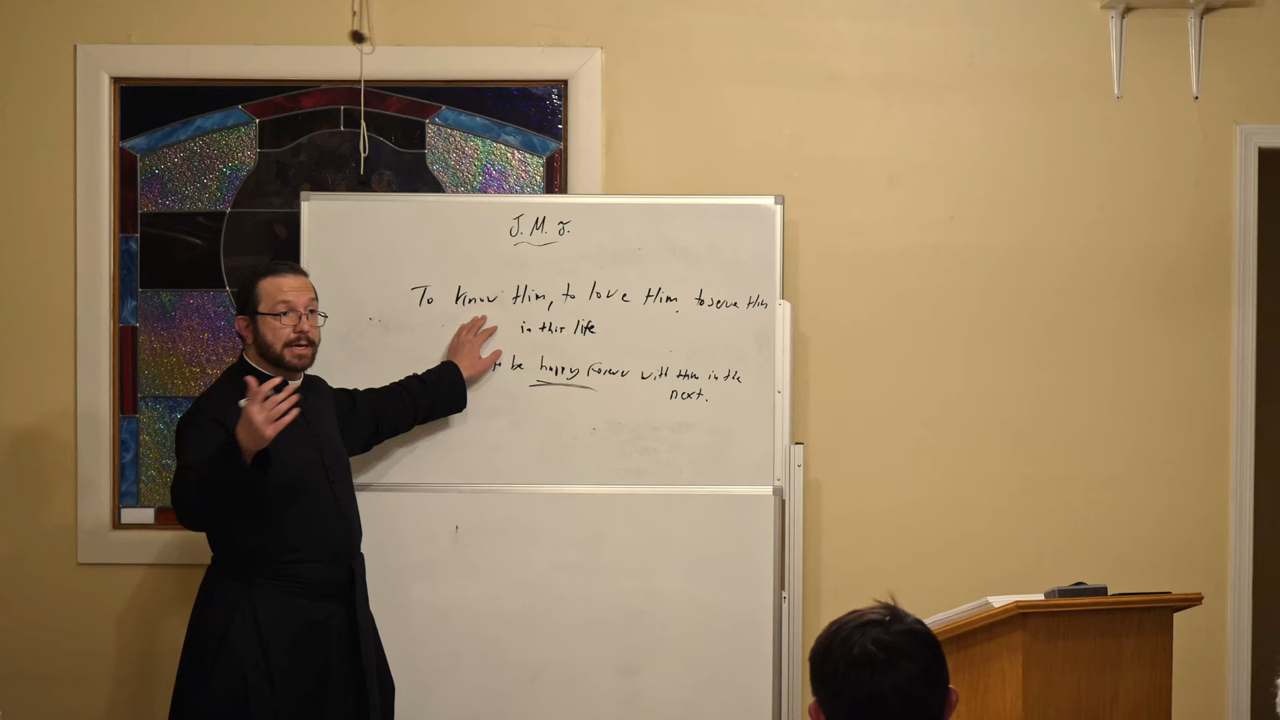 J. M. J.
To know Him, to love Him, to serve Him
in this life
to be happy forever with Him in the
next.